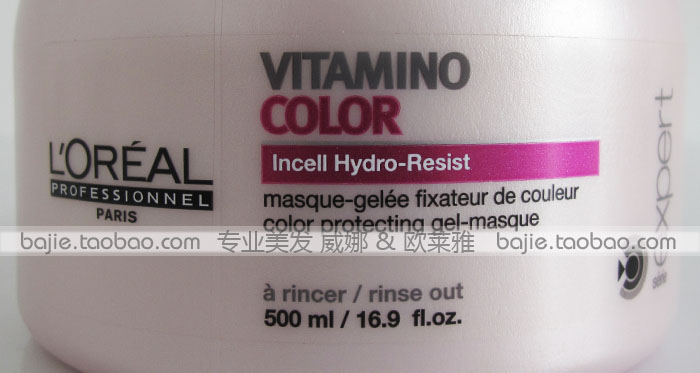 VITAMINO
COLOR
Incell Hydro-Resist
masque-gelée fixateur de couleur
color protecting gel-masque
à rincer / rinse out
500 ml / 16.9 fl.oz.
L'ORÉAL
PROFESSIONNEL
PARIS
série expert
bajie.taobao.com 专业美发 威娜 & 欧莱雅 bajie.taobao.com